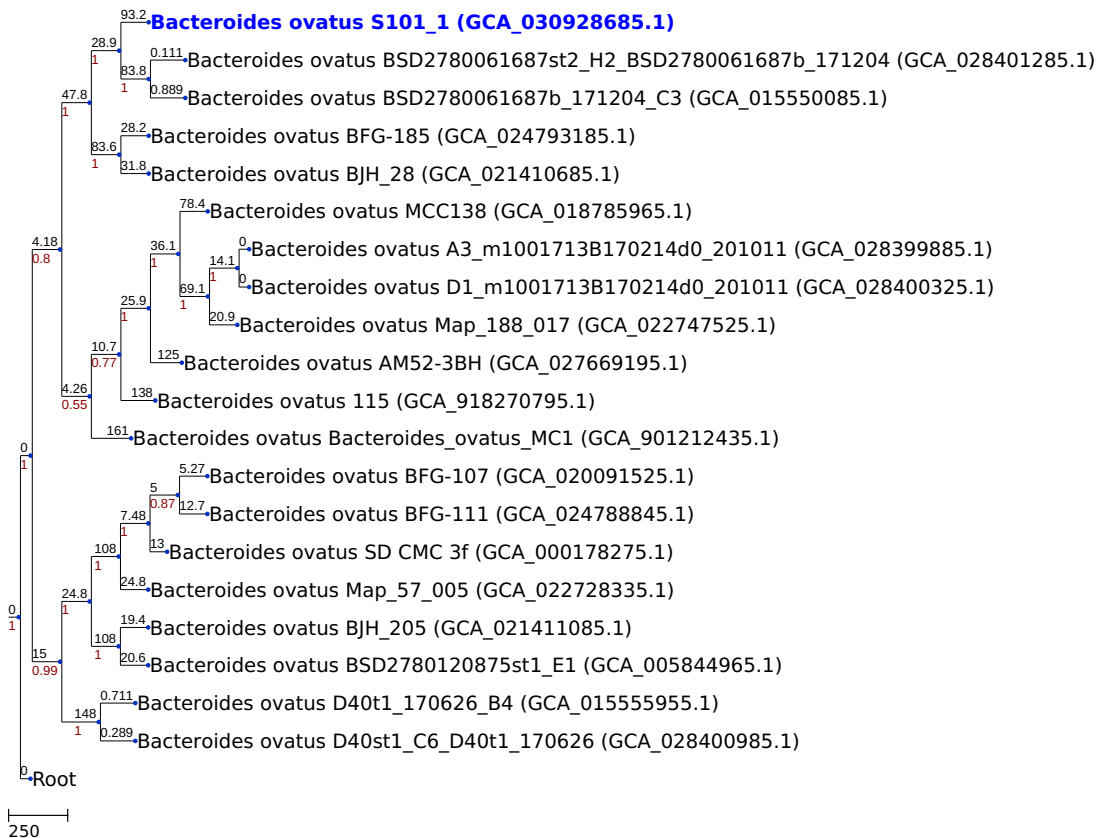 93.2
Bacteroides ovatus S101_1 (GCA_030928685.1)
28.9
1
0.111
Bacteroides ovatus BSD2780061687st2_H2_BSD2780061687b_171204 (GCA_028401285.1)
83.8
1
0.889
Bacteroides ovatus BSD2780061687b_171204_C3 (GCA_015550085.1)
47.8
1
28.2
Bacteroides ovatus BFG-185 (GCA_024793185.1)
83.6
1
31.8
Bacteroides ovatus BJH_28 (GCA_021410685.1)
78.4
Bacteroides ovatus MCC138 (GCA_018785965.1)
4.18
0.8
36.1
1
0
Bacteroides ovatus A3_m1001713B170214d0_201011 (GCA_028399885.1)
14.1
1
0
Bacteroides ovatus D1_m1001713B170214d0_201011 (GCA_028400325.1)
69.1
1
25.9
1
20.9
Bacteroides ovatus Map_188_017 (GCA_022747525.1)
10.7
0.77
125
Bacteroides ovatus AM52-3BH (GCA_027669195.1)
4.26
0.55
138
Bacteroides ovatus 115 (GCA_918270795.1)
161
Bacteroides ovatus Bacteroides_ovatus_MC1 (GCA_901212435.1)
0
1
5.27
Bacteroides ovatus BFG-107 (GCA_020091525.1)
5
0.87
12.7
Bacteroides ovatus BFG-111 (GCA_024788845.1)
7.48
1
13
Bacteroides ovatus SD CMC 3f (GCA_000178275.1)
108
1
24.8
Bacteroides ovatus Map_57_005 (GCA_022728335.1)
24.8
1
0
1
19.4
Bacteroides ovatus BJH_205 (GCA_021411085.1)
108
1
20.6
Bacteroides ovatus BSD2780120875st1_E1 (GCA_005844965.1)
15
0.99
0.711
Bacteroides ovatus D40t1_170626_B4 (GCA_015555955.1)
148
1
0.289
Bacteroides ovatus D40st1_C6_D40t1_170626 (GCA_028400985.1)
0
Root
250